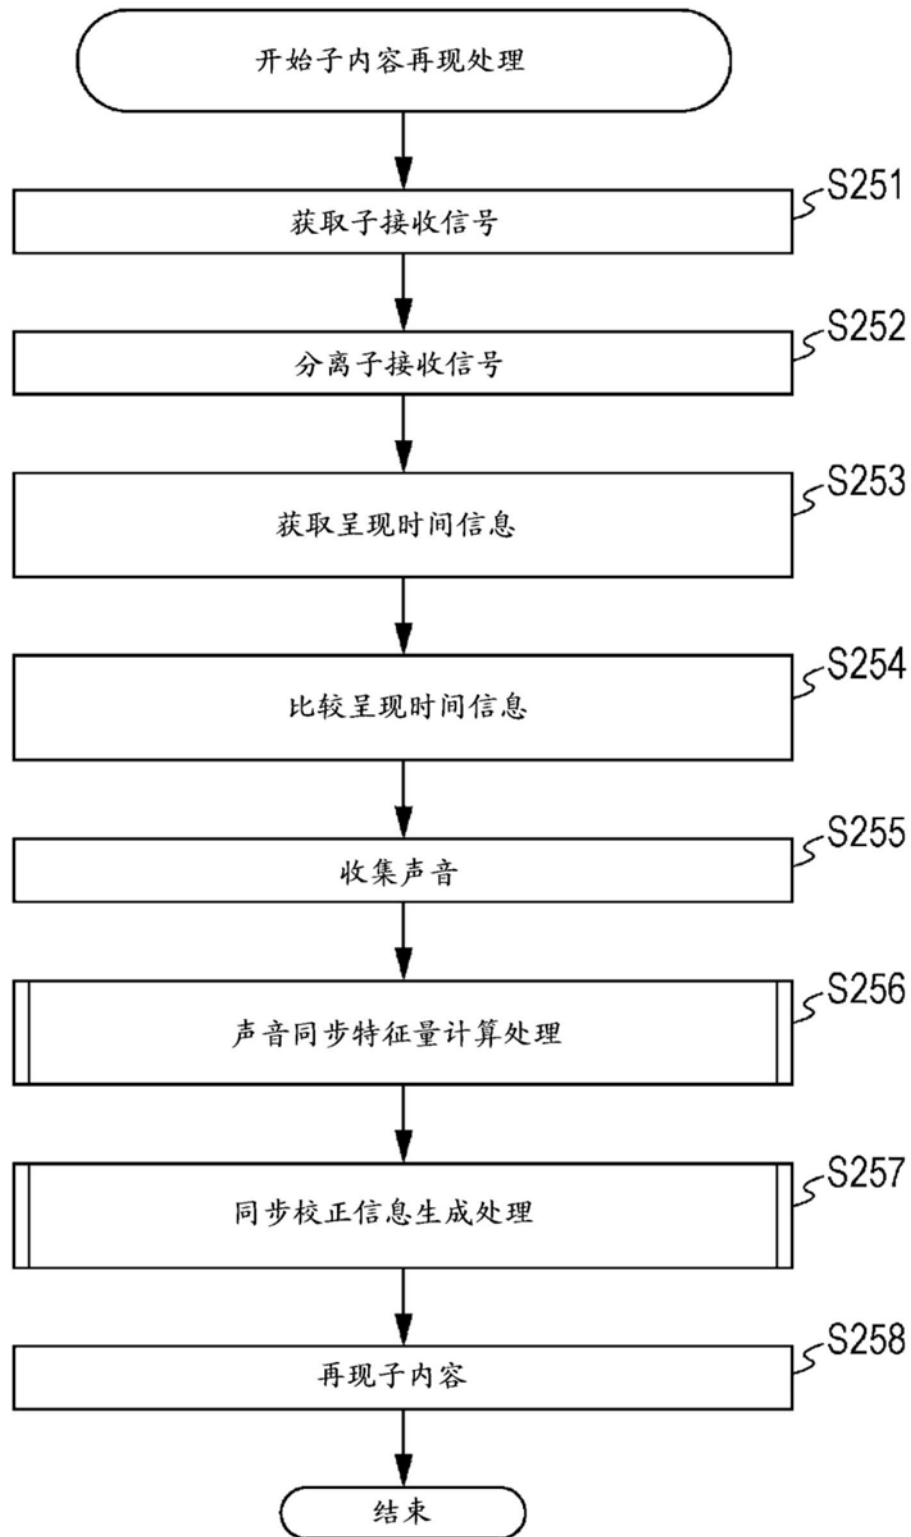 开始子内容再现处理
S251
获取子接收信号
S252
分离子接收信号
S253
获取呈现时间信息
S254
比较呈现时间信息
S255
收集声音
S256
声音同步特征量计算处理
S257
同步校正信息生成处理
S258
再现子内容
结束